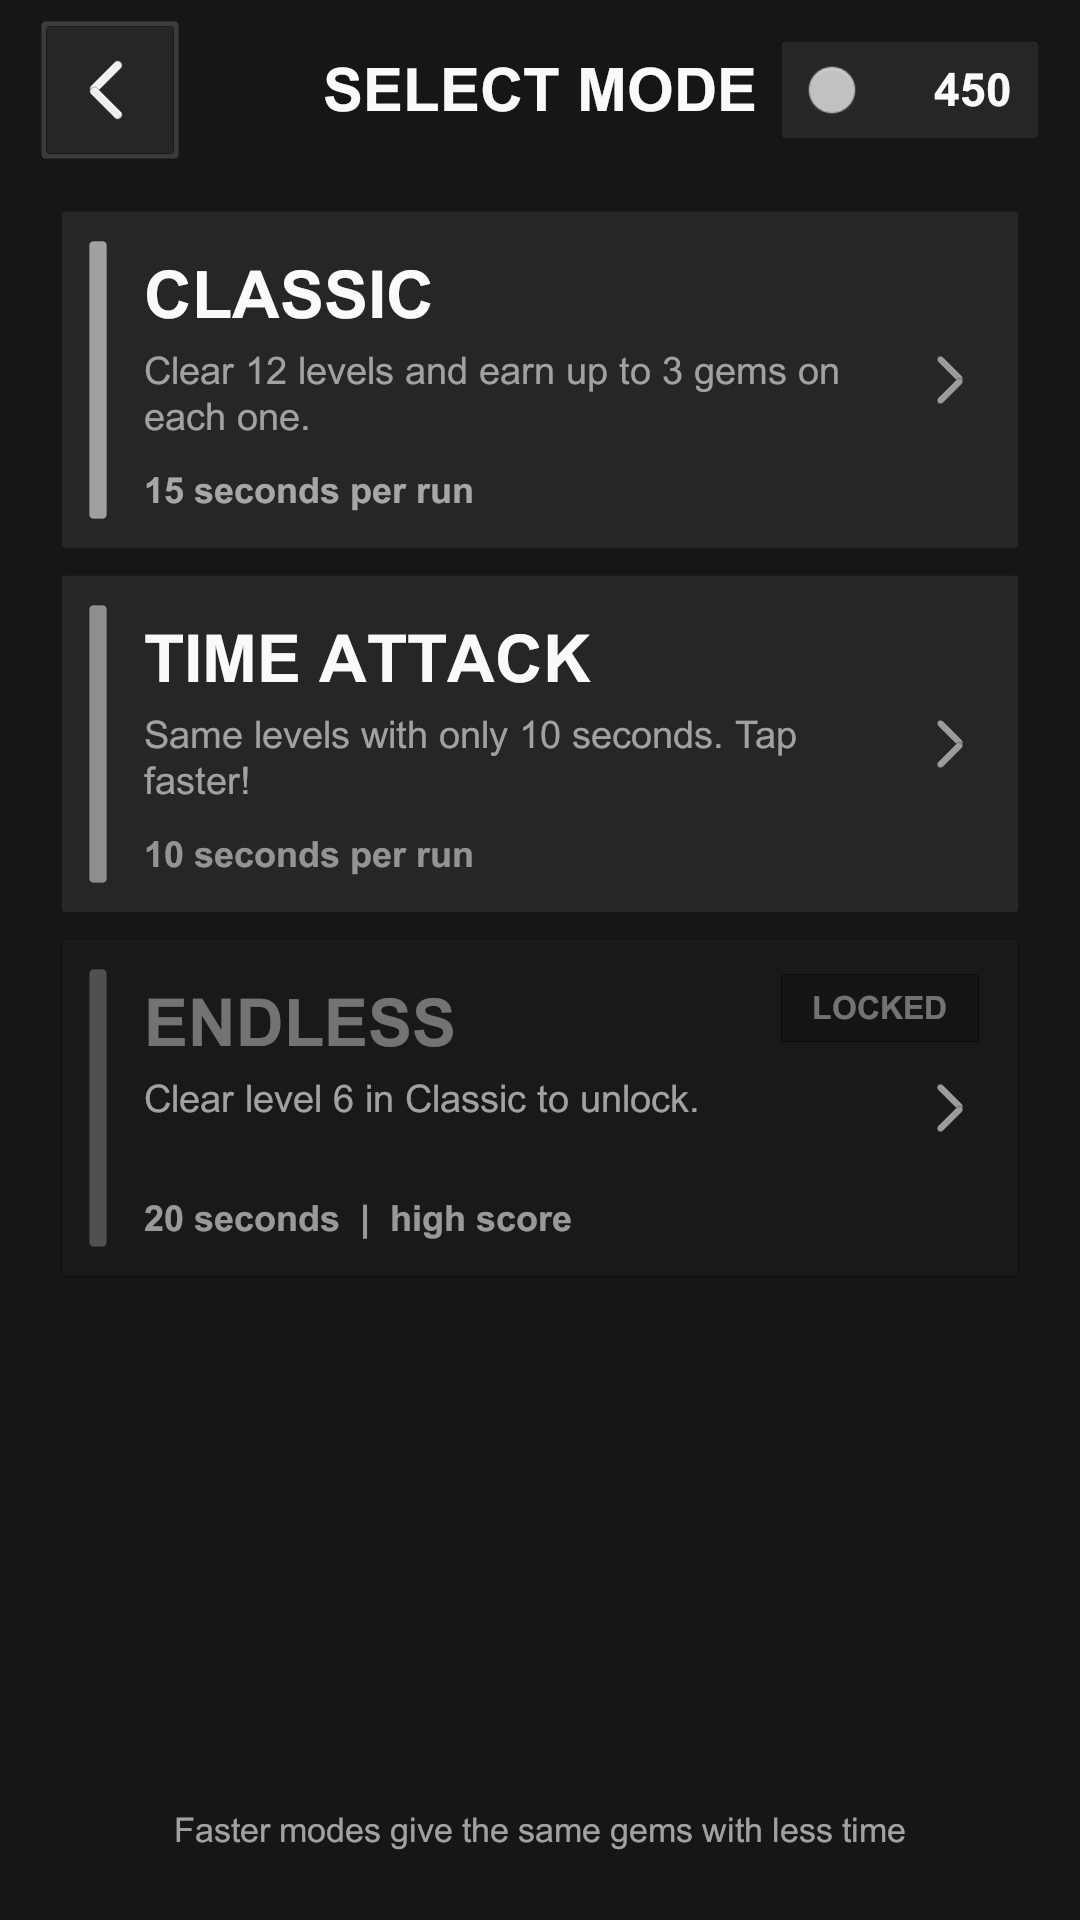 SELECT MODE
450
CLASSIC
Clear 12 levels and earn up to 3 gems on
each one.
15 seconds per run
TIME ATTACK
Same levels with only 10 seconds. Tap
faster!
10 seconds per run
ENDLESS
LOCKED
Clear level 6 in Classic to unlock.
20 seconds | high score
Faster modes give the same gems with less time